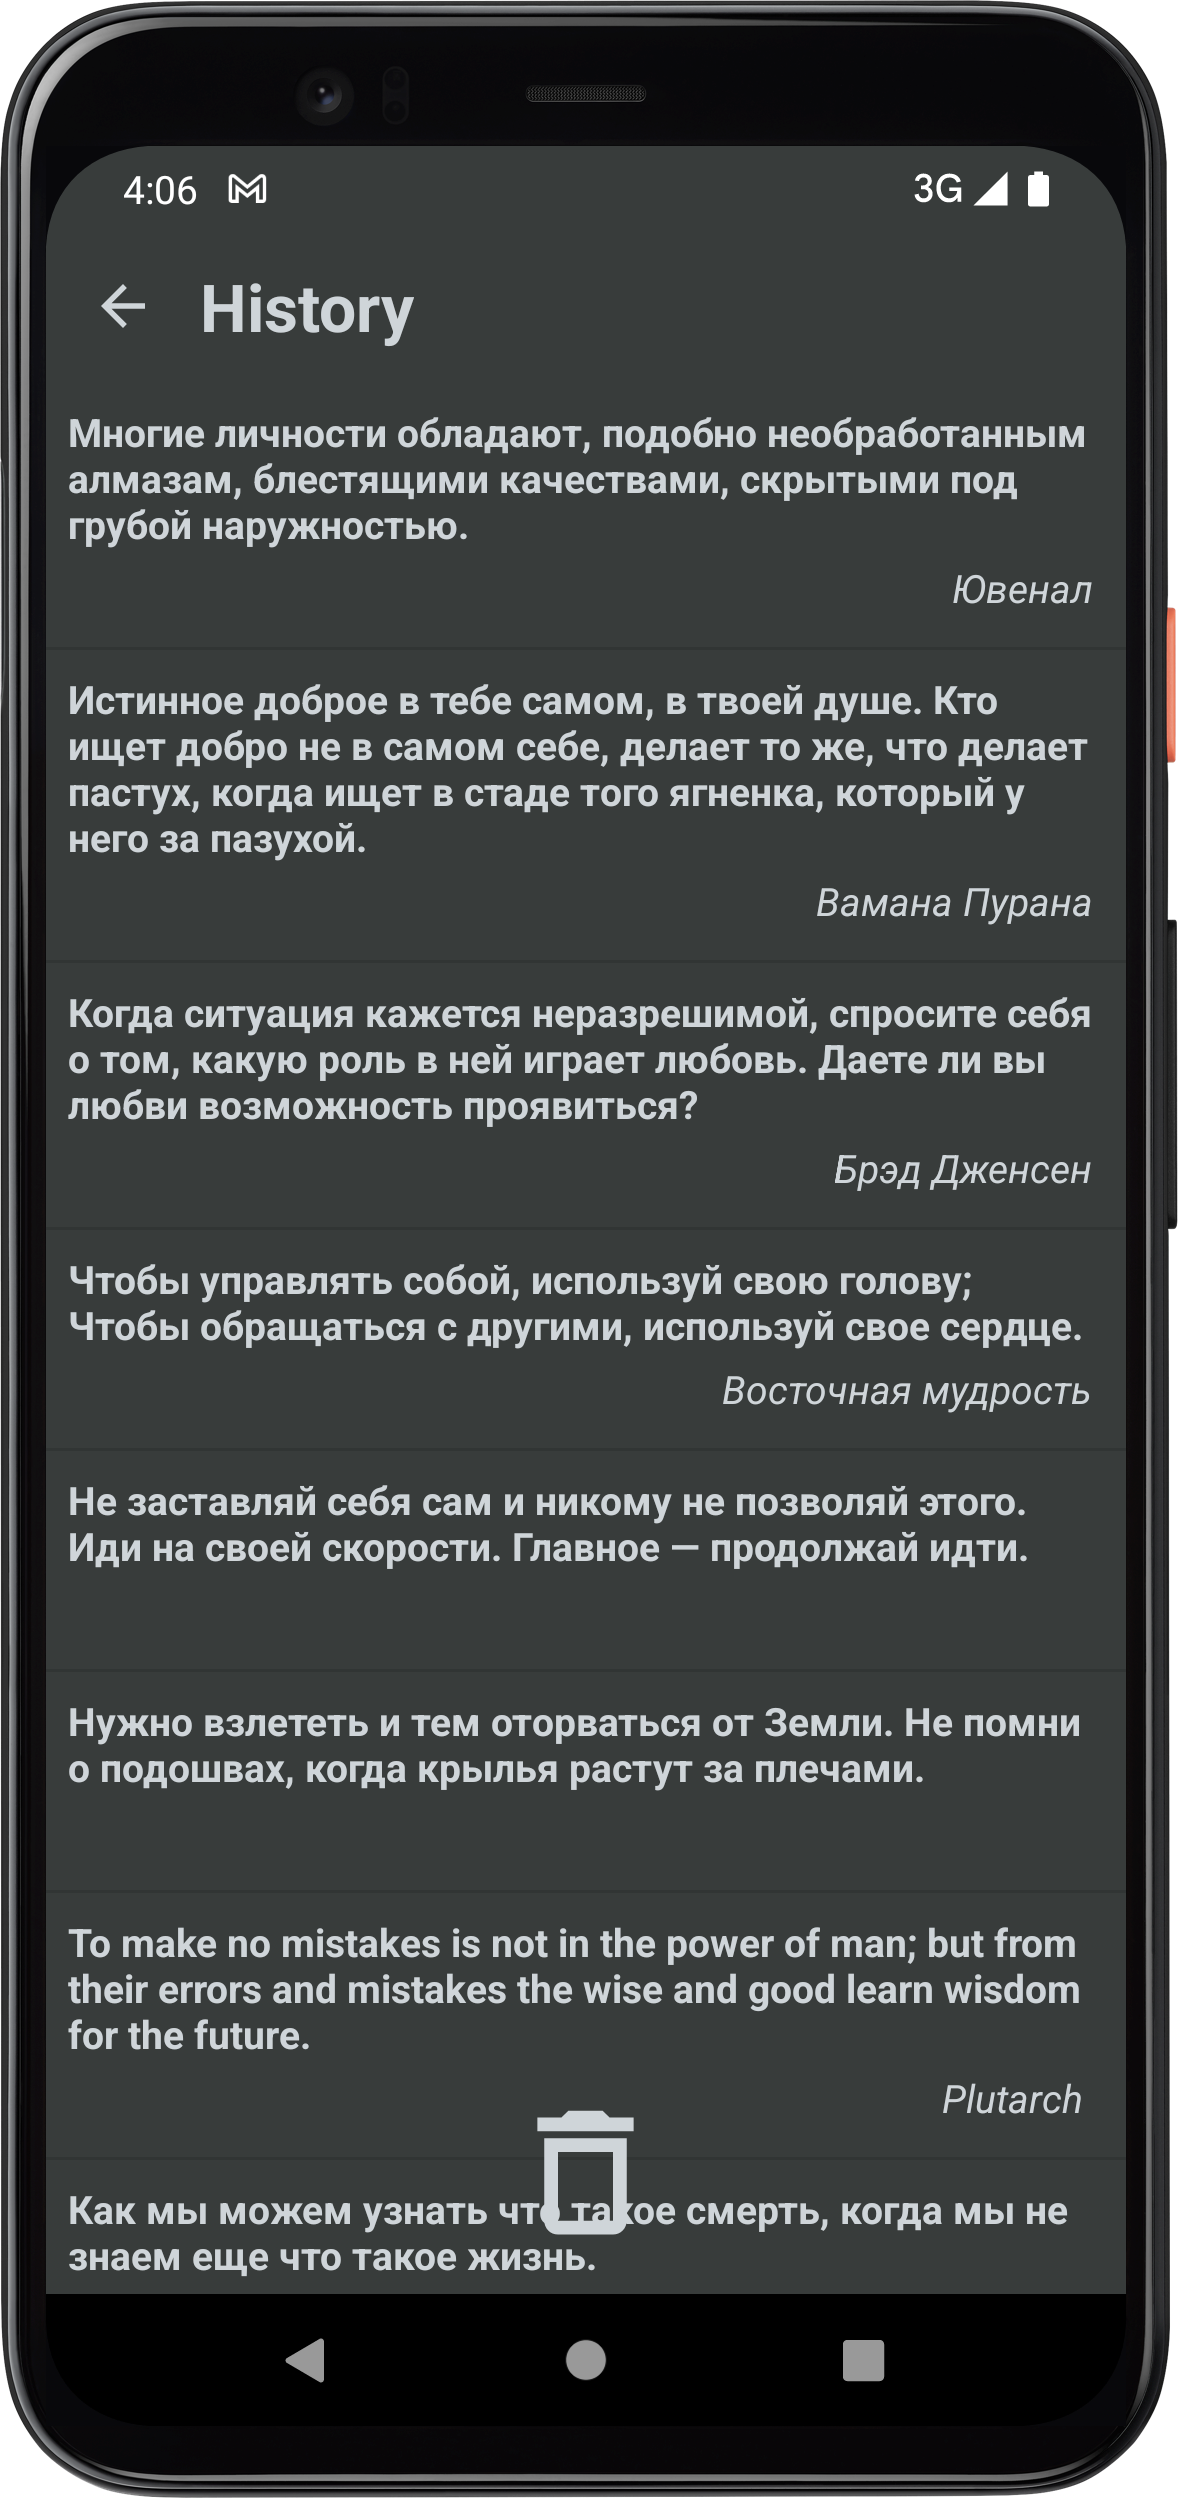 4:06 3G
History
Многие личности обладают, подобно необработанным
алмазам, блестящими качествами, скрытыми под
грубой наружностью.
Ювенал
Истинное доброе в тебе самом, в твоей душе. Кто
ищет добро не в самом себе, делает то же, что делает
пастух, когда ищет в стаде того ягненка, который у
него за пазухой.
Вамана Пурана
Когда ситуация кажется неразрешимой, спросите себя
о том, какую роль в ней играет любовь. Даете ли вы
любви возможность проявиться?
Брэд Дженсен
Чтобы управлять собой, используй свою голову;
Чтобы обращаться с другими, используй свое сердце.
Восточная мудрость
Не заставляй себя сам и никому не позволяй этого.
Иди на своей скорости. Главное — продолжай идти.
Нужно взлететь и тем оторваться от Земли. Не помни
о подошвах, когда крылья растут за плечами.
To make no mistakes is not in the power of man; but from
their errors and mistakes the wise and good learn wisdom
for the future.
Plutarch
Как мы можем узнать что такое смерть, когда мы не
знаем еще что такое жизнь.